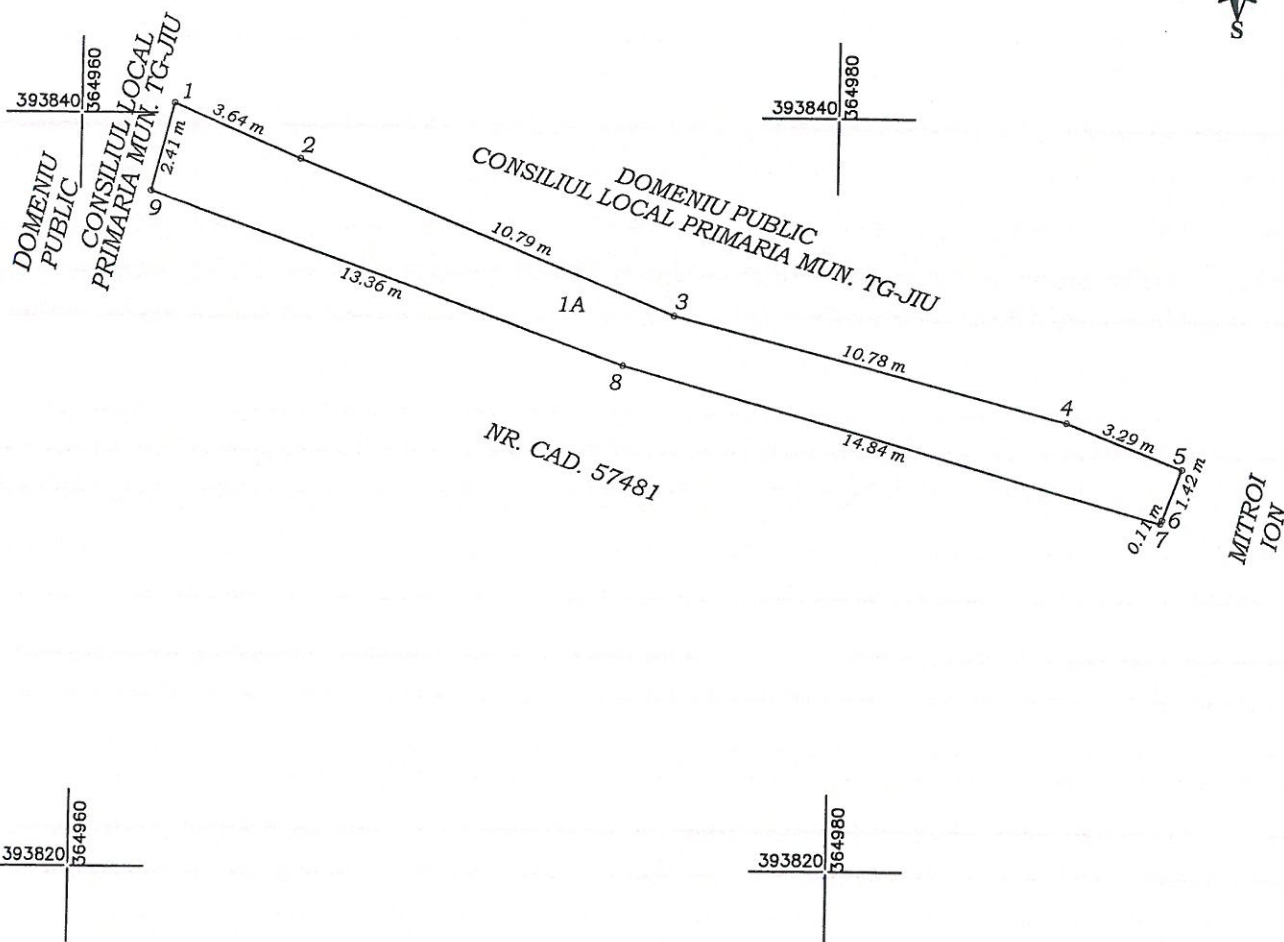 S
393840
364960
393840
364980
DOMENIU
PUBLIC
CONSILIUL LOCAL
PRIMARIA MUN. TG-JIU
1
3.64 m
2.41 m
2
9
DOMENIU PUBLIC
CONSILIUL LOCAL PRIMARIA MUN. TG-JIU
10.79 m
13.36 m
1A
3
10.78 m
8
4
3.29 m
14.84 m
5
1.42 m
NR. CAD. 57481
6
0.11 m
7
MITROI
ION
393820
364960
393820
364980